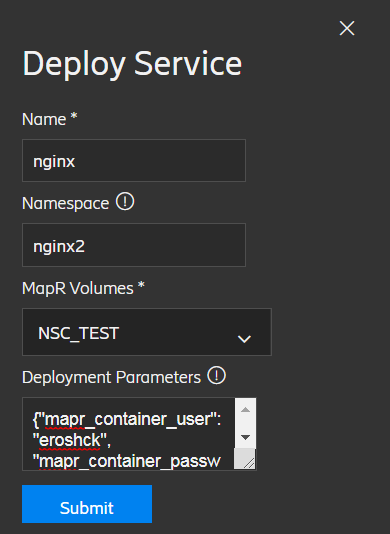 Deploy Service
Name *
nginx
Namespace
nginx2
MapR Volumes *
NSC_TEST
Deployment Parameters
{"mapr_container_user":
"eroshck",
"mapr_container_passw
Submit